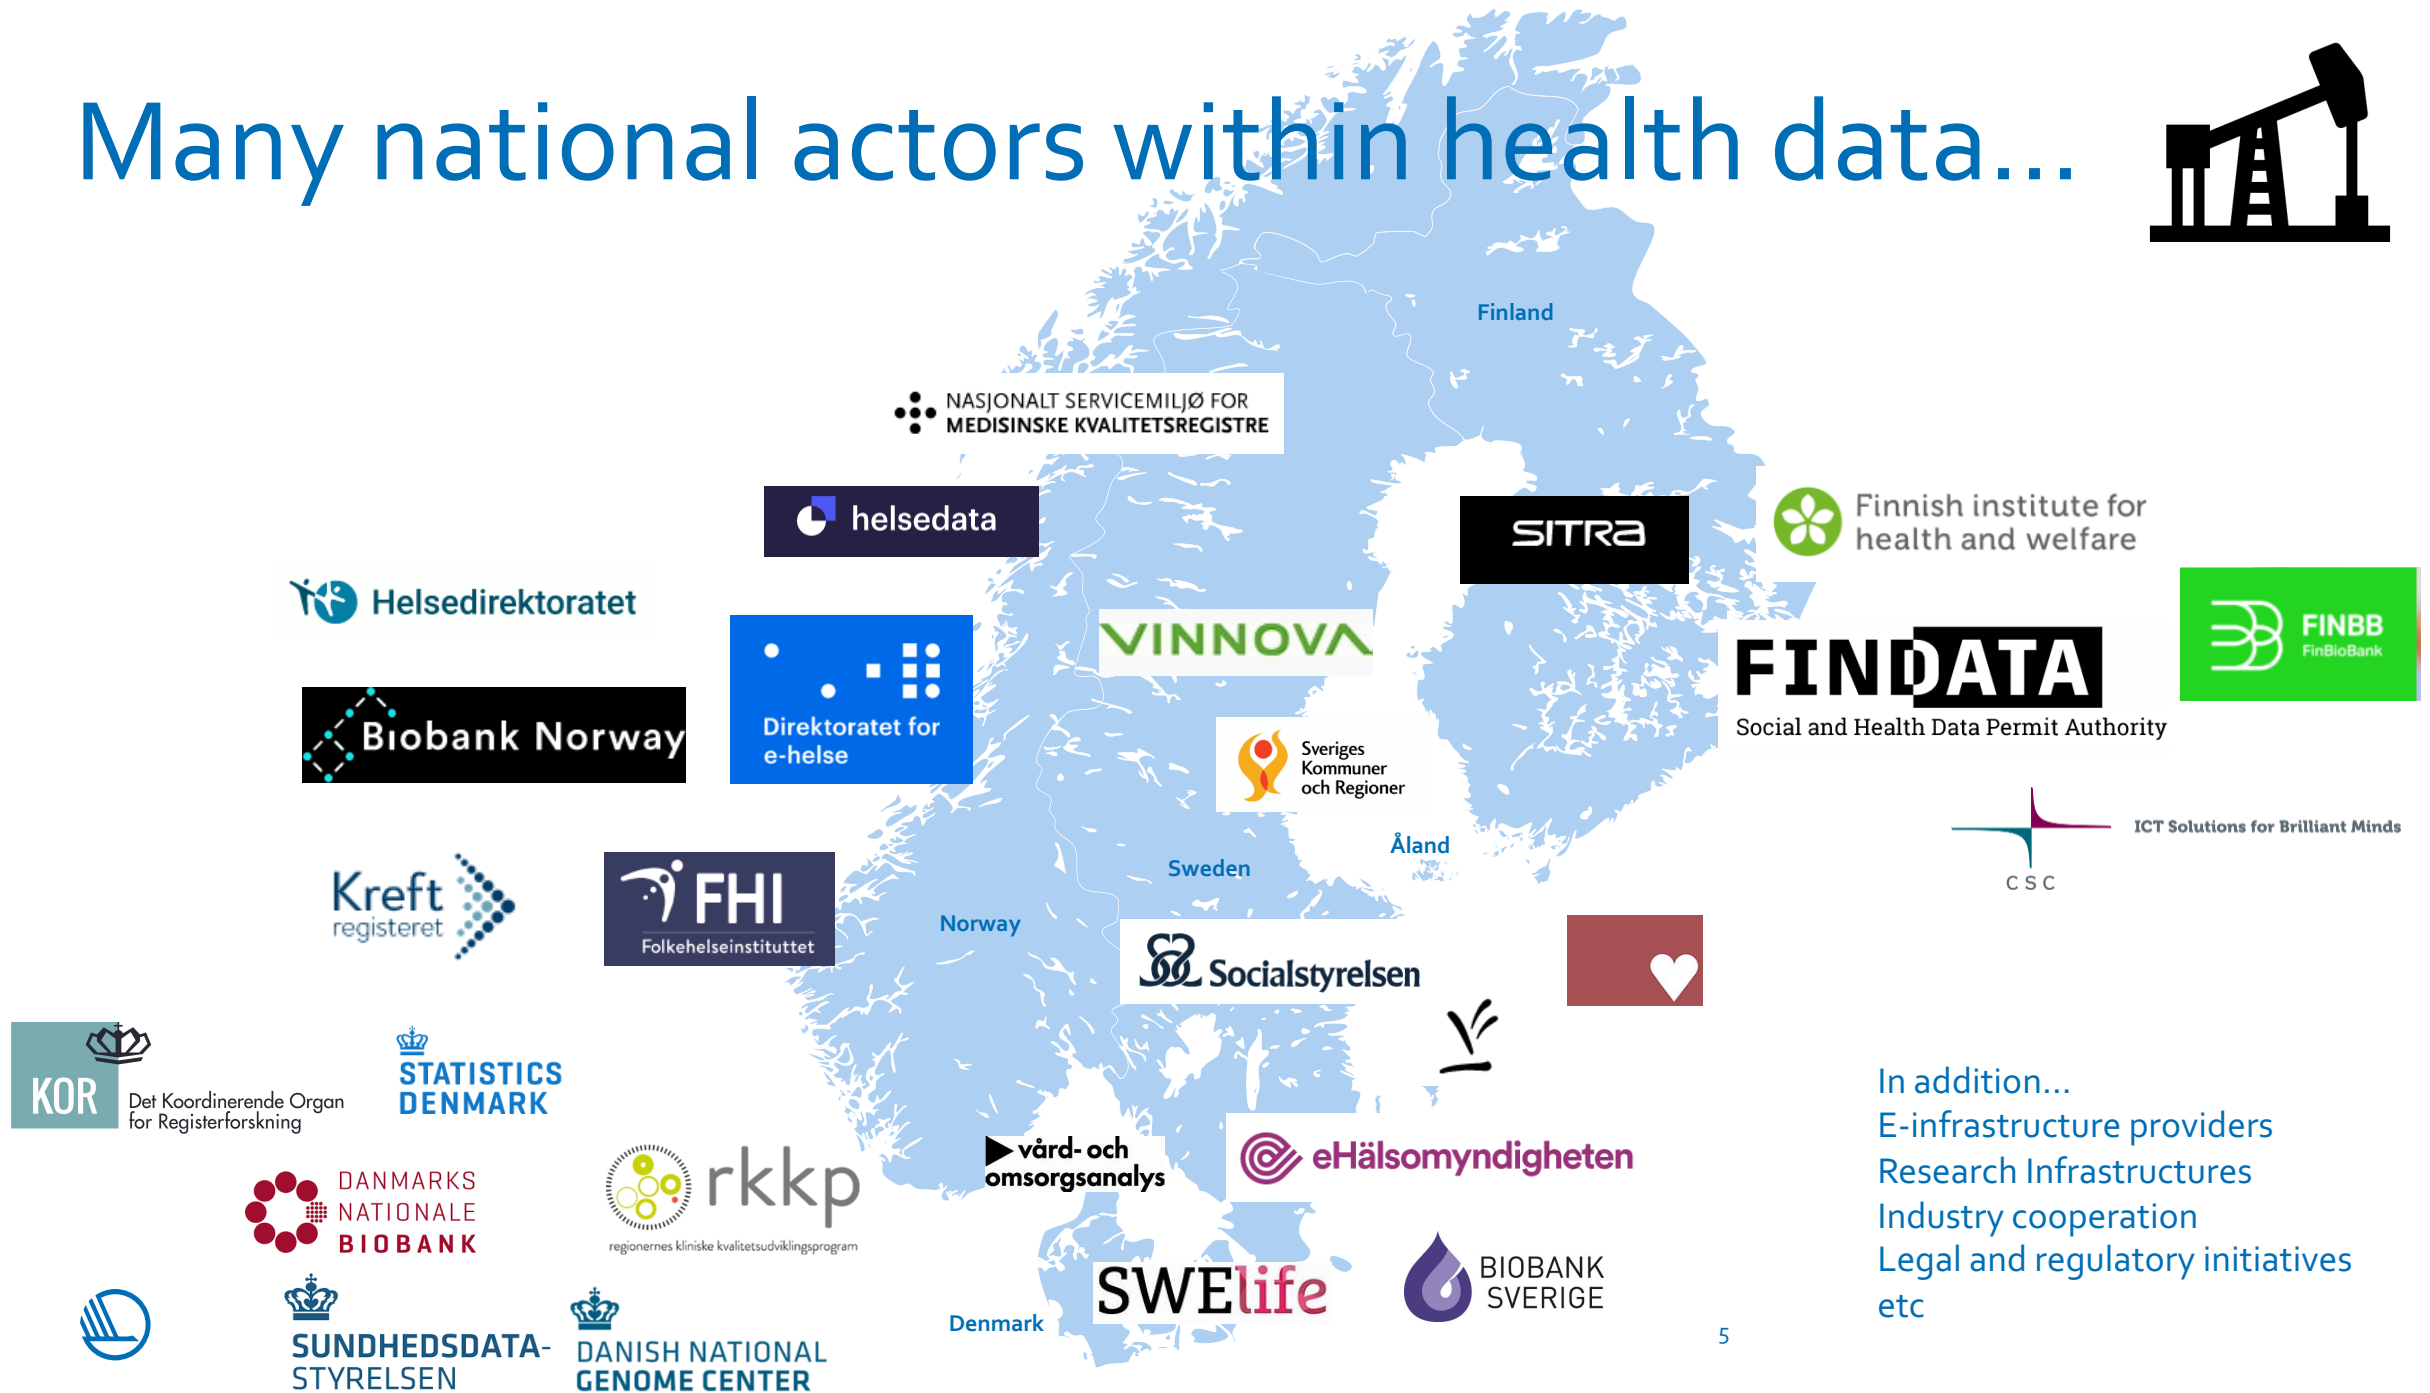 Many national actors within health data...
Finland
NASJONALT SERVICEMILJØ FOR
MEDISINSKE KVALITETSREGISTRE
helsedata
SITRA
Finnish institute for
health and welfare
Helsedirektoratet
VINNOVA
FINBB
FinBioBank
FINDATA
Social and Health Data Permit Authority
Biobank Norway
Direktoratet for
e-helse
Sveriges
Kommuner
och Regioner
ICT Solutions for Brilliant Minds
CSC
Åland
Sweden
Norway
Kreft
registeret
FHI
Folkehelseinstituttet
Socialstyrelsen
KOR
Det Koordinerende Organ
for Registerforskning
STATISTICS
DENMARK
In addition...
E-infrastructure providers
Research Infrastructures
Industry cooperation
Legal and regulatory initiatives
etc
vård- och
omsorgsanalys
eHälsomyndigheten
DANMARKS
NATIONALE
BIOBANK
rkkp
regionernes kliniske kvalitetsudviklingsprogram
SWElife
BIOBANK
SVERIGE
Denmark
SUNDHEDSDATA-
STYRELSEN
DANISH NATIONAL
GENOME CENTER
5